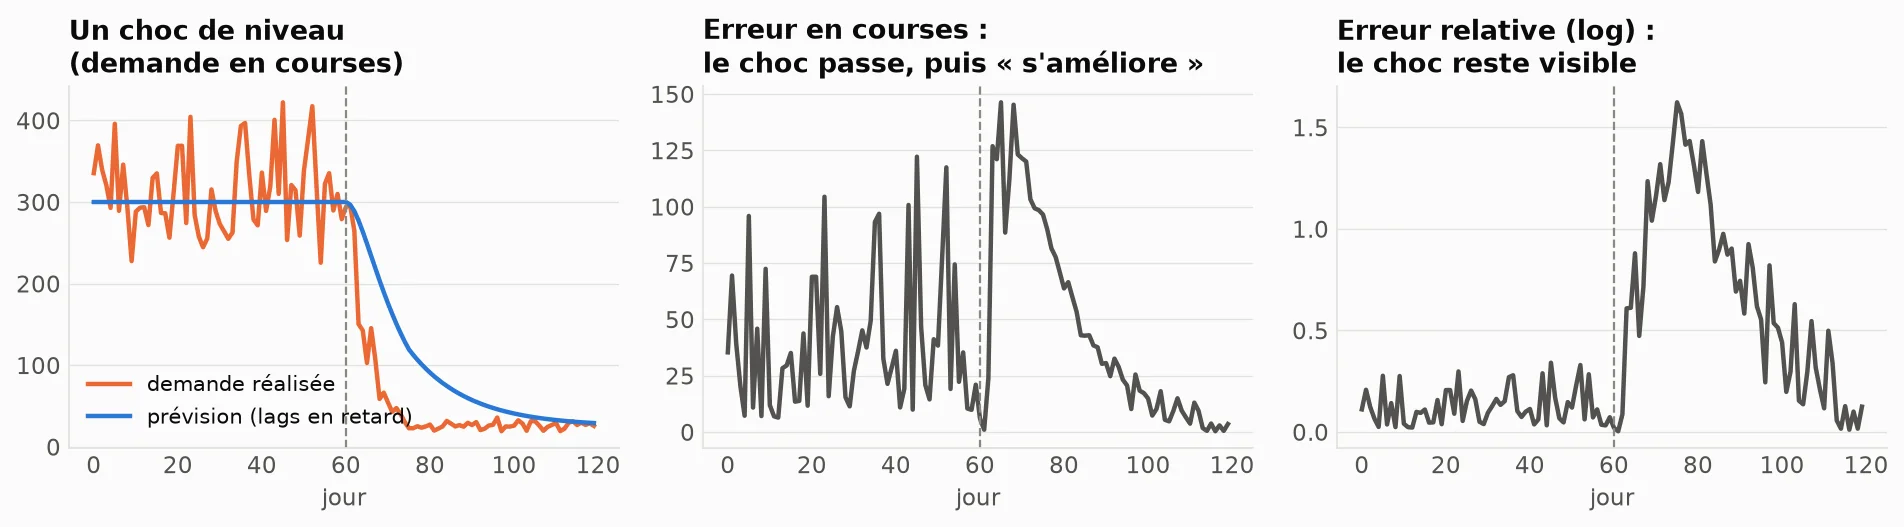 Un choc de niveau
(demande en courses)
400
300
200
100
0
demande réalisée
prévision (lags en retard)
0 20 40 60 80 100 120
jour
Erreur en courses :
le choc passe, puis « s'améliore »
150
125
100
75
50
25
0
0 20 40 60 80 100 120
jour
Erreur relative (log) :
le choc reste visible
1.5
1.0
0.5
0.0
0 20 40 60 80 100 120
jour